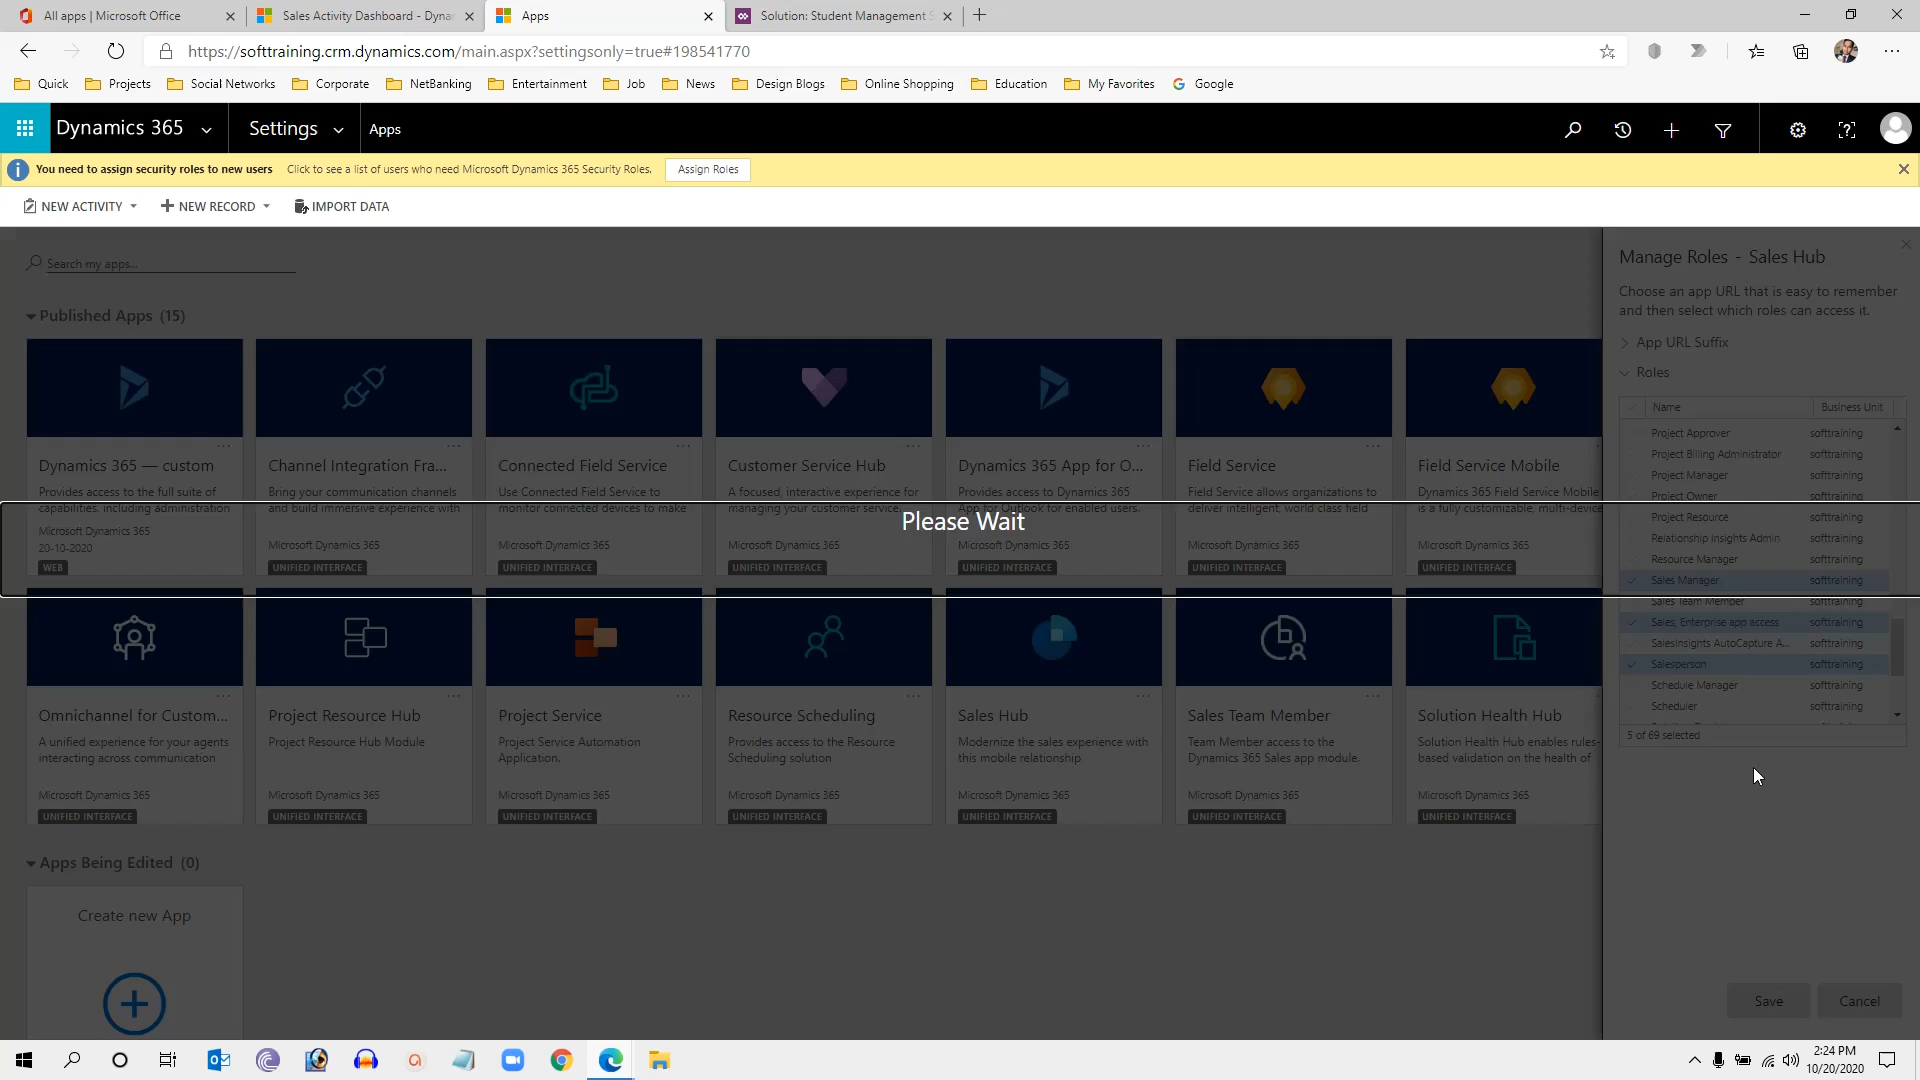 All apps | Microsoft Office
Sales Activity Dashboard - Dyna
Apps
Solution: Student Management S
https://softtraining.crm.dynamics.com/main.aspx?settingsonly=true#198541770
Quick
Projects
Social Networks
Corporate
NetBanking
Entertainment
Job
News
Design Blogs
Online Shopping
Education
My Favorites
Google
Dynamics 365
Settings
Apps
You need to assign security roles to new users
Click to see a list of users who need Microsoft Dynamics 365 Security Roles.
Assign Roles
NEW ACTIVITY
NEW RECORD
IMPORT DATA
Search my apps...
Published Apps (15)
Dynamics 365 — custom
Provides access to the full suite of
capabilities, including administration
Microsoft Dynamics 365
20-10-2020
WEB
Channel Integration Fra...
Bring your communication channels
and build immersive experience with
Microsoft Dynamics 365
UNIFIED INTERFACE
Connected Field Service
Use Connected Field Service to
monitor connected devices to make
Microsoft Dynamics 365
UNIFIED INTERFACE
Customer Service Hub
A focused, interactive experience for
managing your customer service.
Microsoft Dynamics 365
UNIFIED INTERFACE
Dynamics 365 App for O...
Provides access to Dynamics 365
App for Outlook for enabled users.
Microsoft Dynamics 365
UNIFIED INTERFACE
Field Service
Field Service allows organizations to
deliver intelligent, world class field
Microsoft Dynamics 365
UNIFIED INTERFACE
Field Service Mobile
Dynamics 365 Field Service Mobile
is a fully customizable, multi-device
Microsoft Dynamics 365
UNIFIED INTERFACE
Please Wait
Omnichannel for Custom...
A unified experience for your agents
interacting across communication
Microsoft Dynamics 365
UNIFIED INTERFACE
Project Resource Hub
Project Resource Hub Module
Microsoft Dynamics 365
UNIFIED INTERFACE
Project Service
Project Service Automation
Application.
Microsoft Dynamics 365
UNIFIED INTERFACE
Resource Scheduling
Provides access to the Resource
Scheduling solution
Microsoft Dynamics 365
UNIFIED INTERFACE
Sales Hub
Modernize the sales experience with
this mobile relationship
Microsoft Dynamics 365
UNIFIED INTERFACE
Sales Team Member
Team Member access to the
Dynamics 365 Sales app module.
Microsoft Dynamics 365
UNIFIED INTERFACE
Solution Health Hub
Solution Health Hub enables rules-
based validation on the health of
Microsoft Dynamics 365
UNIFIED INTERFACE
Apps Being Edited (0)
Create new App
Manage Roles - Sales Hub
Choose an app URL that is easy to remember
and then select which roles can access it.
App URL Suffix
Roles
Name Business Unit
Project Approver softtraining
Project Billing Administrator softtraining
Project Manager softtraining
Project Owner softtraining
Project Resource softtraining
Relationship Insights Admin softtraining
Resource Manager softtraining
Sales Manager softtraining
Sales Team Member softtraining
Sales, Enterprise app access softtraining
SalesInsights AutoCapture A... softtraining
Salesperson softtraining
Schedule Manager softtraining
Scheduler softtraining
5 of 69 selected
Save
Cancel
2:24 PM
10/20/2020